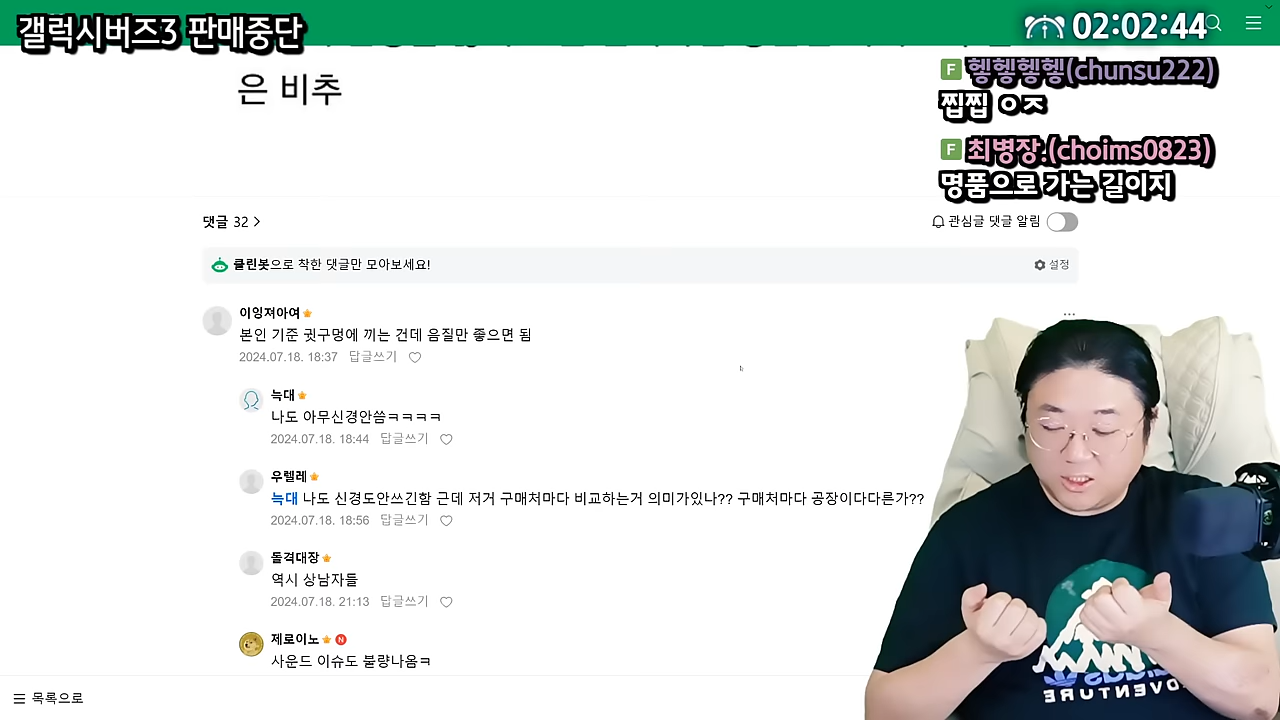 갤럭시버즈3 판매중단
02:02:44
은 비추
F 헹헹헹헹(chunsu222)
찝찝 ㅇㅈ
F 최병장.(choims0823)
명품으로 가는 길이지
댓글 32
관심글 댓글 알림
클린봇으로 착한 댓글만 모아보세요!
설정
이잉져아여
본인 기준 귓구멍에 끼는 건데 음질만 좋으면 됨
2024.07.18. 18:37 답글쓰기
늑대
나도 아무신경안씀ㅋㅋㅋㅋ
2024.07.18. 18:44 답글쓰기
우렐레
늑대 나도 신경도안쓰긴함 근데 저거 구매처마다 비교하는거 의미가있나?? 구매처마다 공장이다다른가??
2024.07.18. 18:56 답글쓰기
돌격대장
역시 상남자들
2024.07.18. 21:13 답글쓰기
제로이노 N
사운드 이슈도 불량나옴ㅋ
목록으로
ADVENTURE